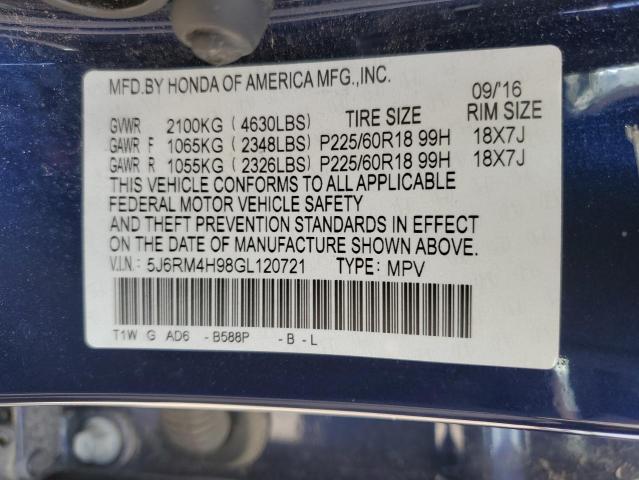 MFD.BY HONDA OF AMERICA MFG.,INC. 09/'16
GVWR 2100KG ( 4630LBS) TIRE SIZE RIM SIZE
GAWR F 1065KG ( 2348LBS) P225/60R18 99H 18X7J
GAWR R 1055KG ( 2326LBS) P225/60R18 99H 18X7J
THIS VEHICLE CONFORMS TO ALL APPLICABLE
FEDERAL MOTOR VEHICLE SAFETY
AND THEFT PREVENTION STANDARDS IN EFFECT
ON THE DATE OF MANUFACTURE SHOWN ABOVE.
V.I.N.: 5J6RM4H98GL120721 TYPE: MPV
T1W G AD6 - B588P - B - L